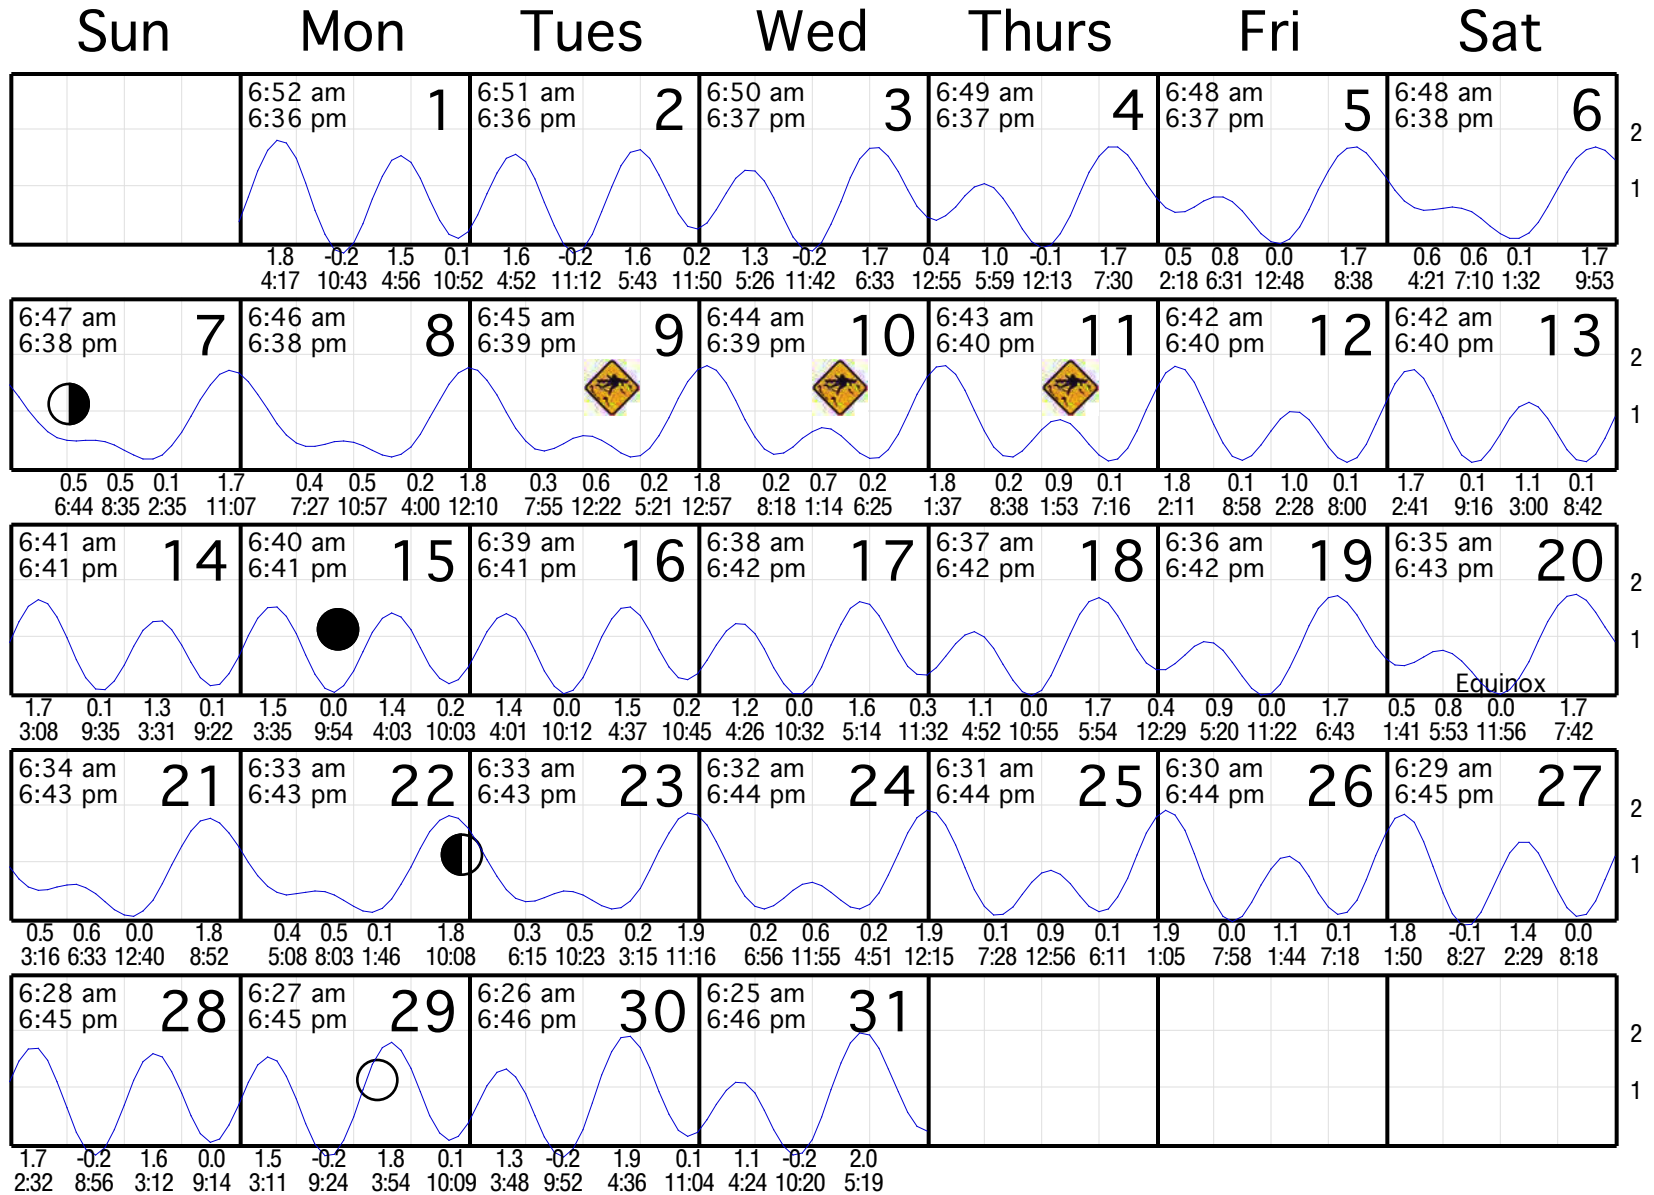 Sun Mon Tues Wed Thurs Fri Sat
6:52 am 6:51 am 6:50 am 6:49 am 6:48 am 6:48 am
6:36 pm 6:36 pm 6:37 pm 6:37 pm 6:37 pm 6:38 pm
1 2 3 4 5 6
2
1
1.8 -0.2 1.5 0.1 1.6 -0.2 1.6 0.2 1.3 -0.2 1.7 0.4 1.0 -0.1 1.7 0.5 0.8 0.0 1.7 0.6 0.6 0.1 1.7
4:17 10:43 4:56 10:52 4:52 11:12 5:43 11:50 5:26 11:42 6:33 12:55 5:59 12:13 7:30 2:18 6:31 12:48 8:38 4:21 7:10 1:32 9:53
6:47 am 6:46 am 6:45 am 6:44 am 6:43 am 6:42 am 6:42 am
6:38 pm 6:38 pm 6:39 pm 6:39 pm 6:40 pm 6:40 pm 6:40 pm
7 8 9 10 11 12 13
2
1
0.5 0.5 0.1 1.7 0.4 0.5 0.2 1.8 0.3 0.6 0.2 1.8 0.2 0.7 0.2 1.8 0.2 0.9 0.1 1.8 0.1 1.0 0.1 1.7 0.1 1.1 0.1
6:44 8:35 2:35 11:07 7:27 10:57 4:00 12:10 7:55 12:22 5:21 12:57 8:18 1:14 6:25 1:37 8:38 1:53 7:16 2:11 8:58 2:28 8:00 2:41 9:16 3:00 8:42
6:41 am 6:40 am 6:39 am 6:38 am 6:37 am 6:36 am 6:35 am
6:41 pm 6:41 pm 6:41 pm 6:42 pm 6:42 pm 6:42 pm 6:43 pm
14 15 16 17 18 19 20
2
1
Equinox
1.7 0.1 1.3 0.1 1.5 0.0 1.4 0.2 1.4 0.0 1.5 0.2 1.2 0.0 1.6 0.3 1.1 0.0 1.7 0.4 0.9 0.0 1.7 0.5 0.8 0.0 1.7
3:08 9:35 3:31 9:22 3:35 9:54 4:03 10:03 4:01 10:12 4:37 10:45 4:26 10:32 5:14 11:32 4:52 10:55 5:54 12:29 5:20 11:22 6:43 1:41 5:53 11:56 7:42
6:34 am 6:33 am 6:33 am 6:32 am 6:31 am 6:30 am 6:29 am
6:43 pm 6:43 pm 6:43 pm 6:44 pm 6:44 pm 6:44 pm 6:45 pm
21 22 23 24 25 26 27
2
1
0.5 0.6 0.0 1.8 0.4 0.5 0.1 1.8 0.3 0.5 0.2 1.9 0.2 0.6 0.2 1.9 0.1 0.9 0.1 1.9 0.0 1.1 0.1 1.8 -0.1 1.4 0.0
3:16 6:33 12:40 8:52 5:08 8:03 1:46 10:08 6:15 10:23 3:15 11:16 6:56 11:55 4:51 12:15 7:28 12:56 6:11 1:05 7:58 1:44 7:18 1:50 8:27 2:29 8:18
6:28 am 6:27 am 6:26 am 6:25 am
6:45 pm 6:45 pm 6:46 pm 6:46 pm
28 29 30 31
2
1
1.7 -0.2 1.6 0.0 1.5 -0.2 1.8 0.1 1.3 -0.2 1.9 0.1 1.1 -0.2 2.0
2:32 8:56 3:12 9:14 3:11 9:24 3:54 10:09 3:48 9:52 4:36 11:04 4:24 10:20 5:19